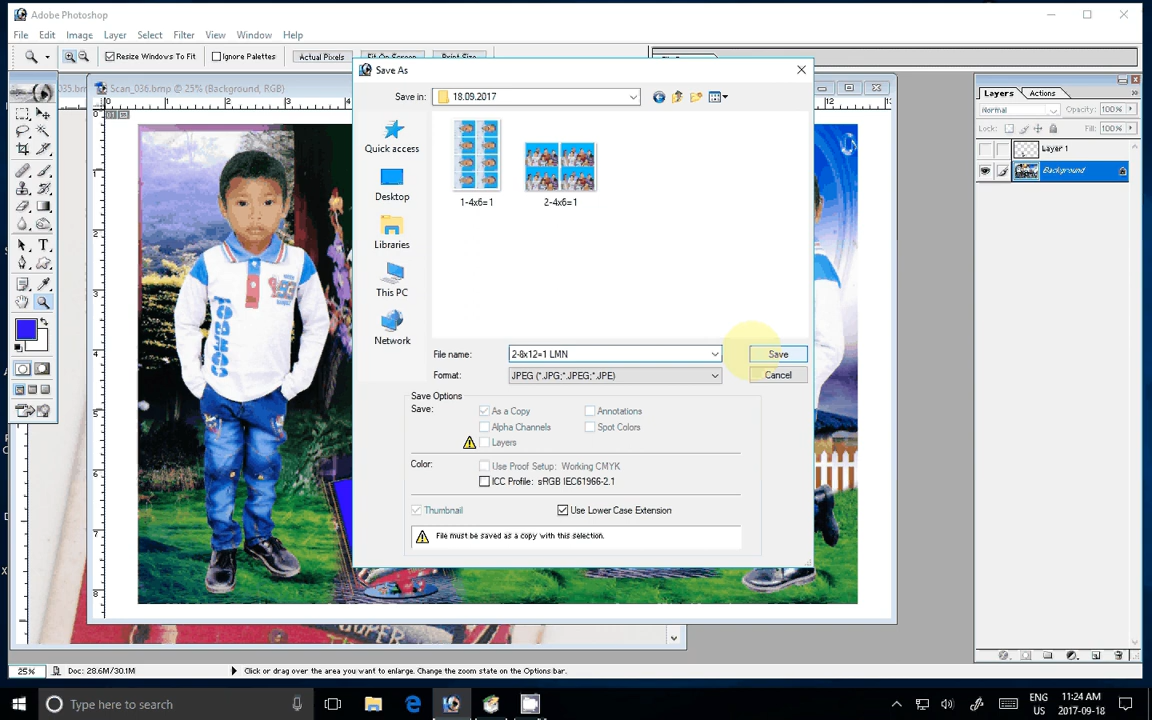 Adobe Photoshop
File Edit Image Layer Select Filter View Window Help
Resize Windows To Fit Ignore Palettes Actual Pixels Fit On Screen Print Size
Scan_036.bmp @ 25% (Background, RGB)
Save As
Save in: 18.09.2017
Quick access
Desktop
Libraries
This PC
Network
1-4x6=1
2-4x6=1
File name: 2-8x12=1 LMN
Save
Format: JPEG (*.JPG;*.JPEG;*.JPE)
Cancel
Save Options
Save: As a Copy Annotations
Alpha Channels Spot Colors
Layers
Color: Use Proof Setup: Working CMYK
ICC Profile: sRGB IEC61966-2.1
Thumbnail Use Lower Case Extension
File must be saved as a copy with this selection.
Layers Actions
Normal Opacity: 100%
Lock: Fill: 100%
Layer 1
Background
25% Doc: 28.6M/30.1M Click or drag over the area you want to enlarge. Change the zoom state on the Options bar.
Type here to search
ENG
US
11:24 AM
2017-09-18